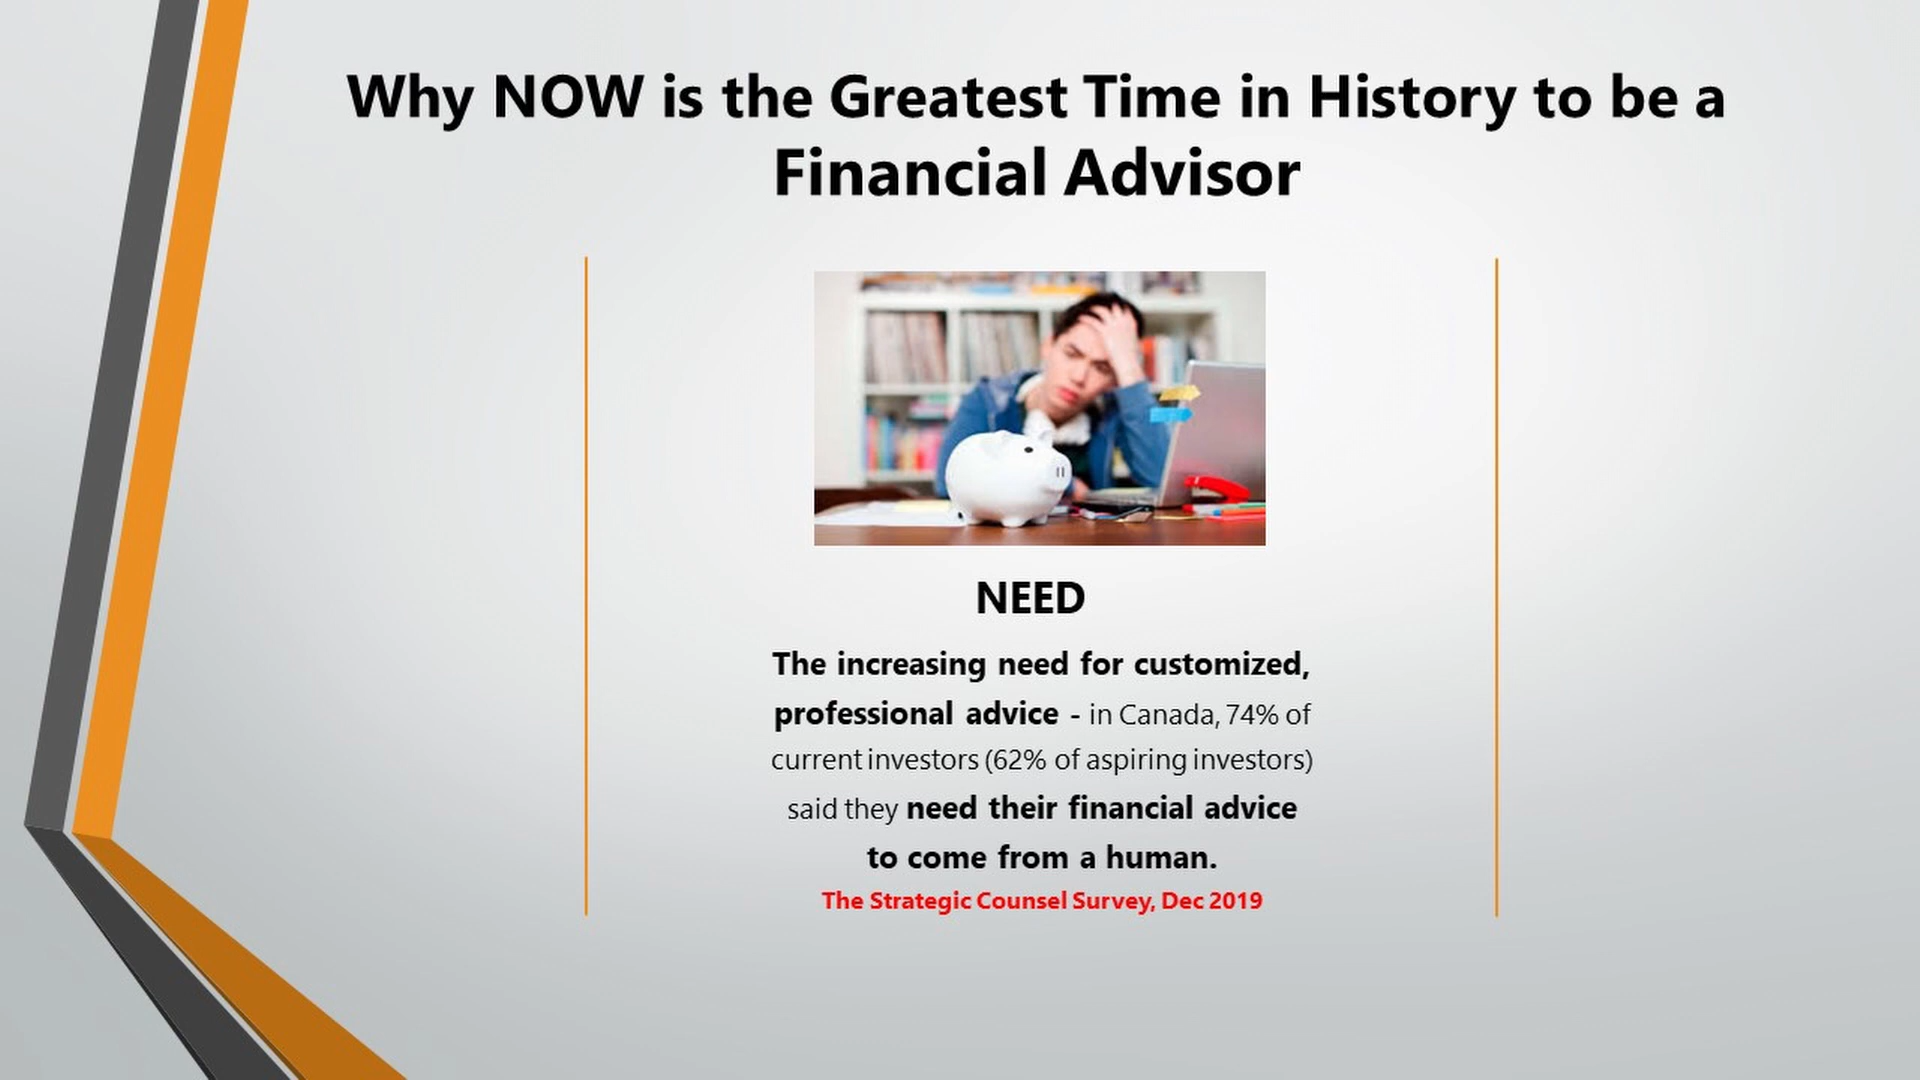 Why NOW is the Greatest Time in History to be a
Financial Advisor
NEED
The increasing need for customized,
professional advice - in Canada, 74% of
current investors (62% of aspiring investors)
said they need their financial advice
to come from a human.
The Strategic Counsel Survey, Dec 2019